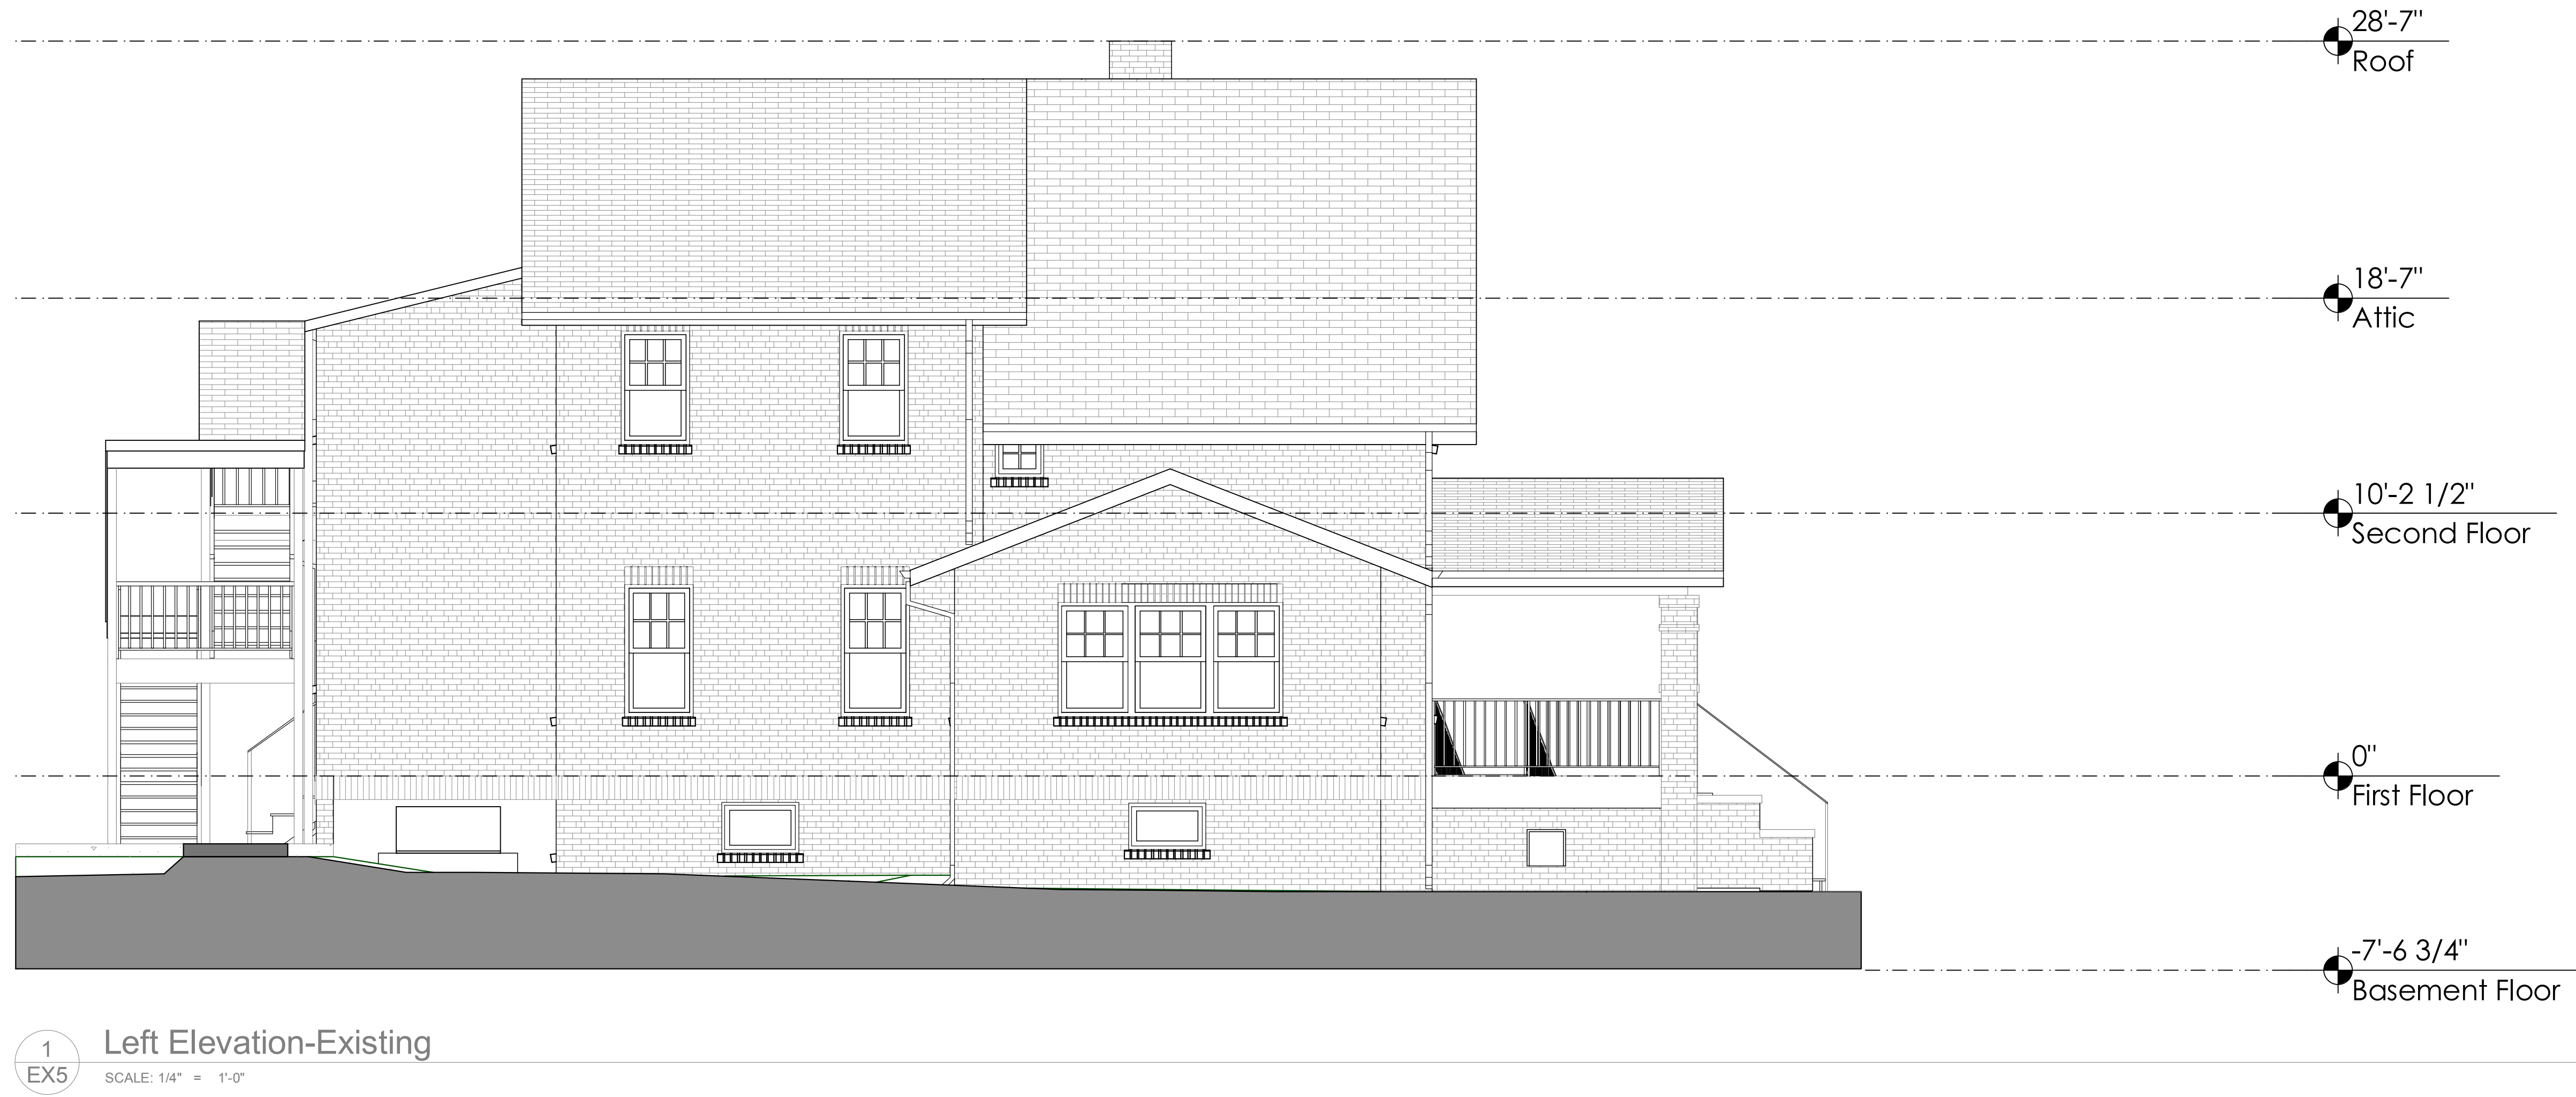 28'-7"
Roof
18'-7"
Attic
10'-2 1/2"
Second Floor
0"
First Floor
-7'-6 3/4"
Basement Floor
1
EX5
Left Elevation-Existing
SCALE: 1/4" = 1'-0"